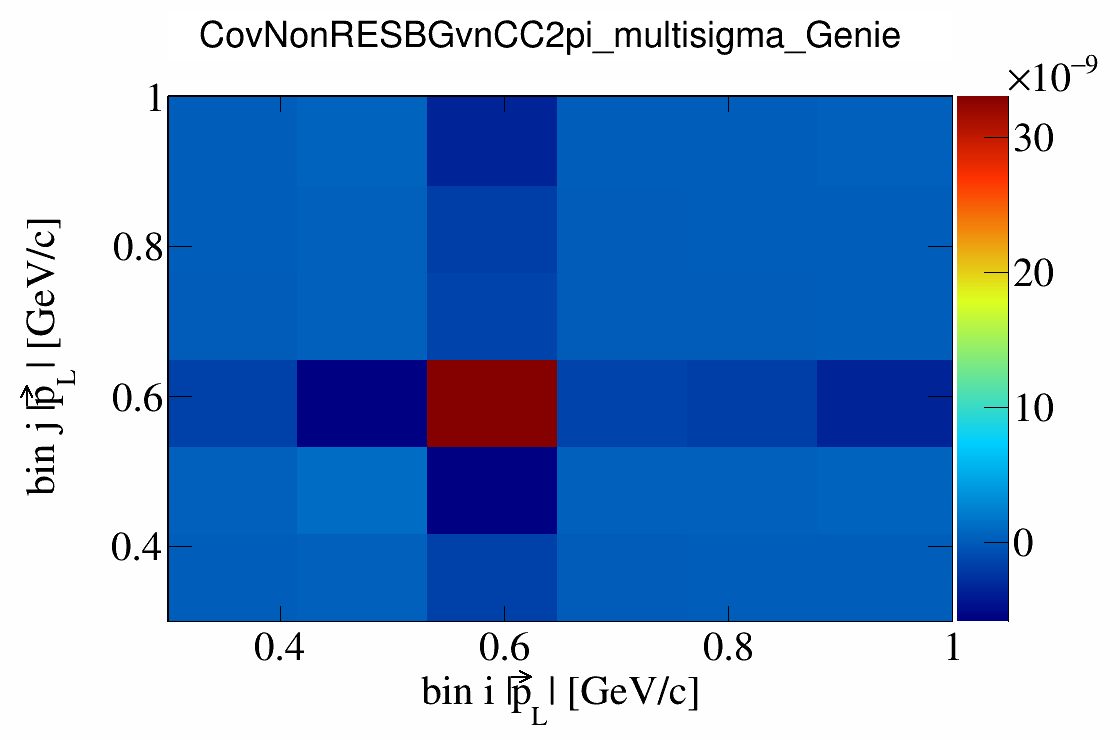 CovNonRESBGvnCC2pi_multisigma_Genie
×10⁻⁹
1
0.8
0.6
0.4
30
20
10
0
bin j |p⃗_L| [GeV/c]
0.4 0.6 0.8 1
bin i |p⃗_L| [GeV/c]